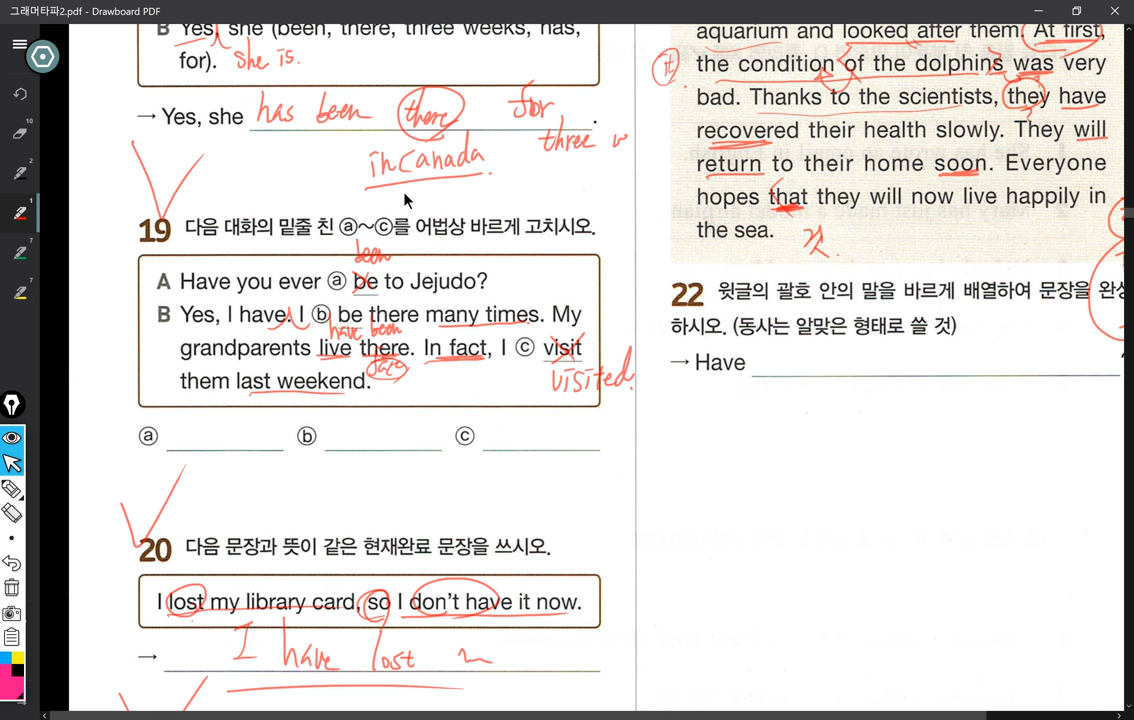 그래머타파2.pdf - Drawboard PDF
B Yes, she (been, there, three weeks, has,
for). she is.
→ Yes, she has been there for
three w
in Canada.
19 다음 대화의 밑줄 친 ⓐ~ⓒ를 어법상 바르게 고치시오.
been
A Have you ever ⓐ be to Jejudo?
B Yes, I have. I ⓑ be there many times. My
have been
grandparents live there. In fact, I ⓒ visit
visited.
them last weekend.
ⓐ ⓑ ⓒ
20 다음 문장과 뜻이 같은 현재완료 문장을 쓰시오.
I lost my library card, so I don't have it now.
→ I have lost
aquarium and looked after them. At first,
it
the condition of the dolphins was very
bad. Thanks to the scientists, they have
recovered their health slowly. They will
return to their home soon. Everyone
hopes that they will now live happily in
the sea. 것
22 윗글의 괄호 안의 말을 바르게 배열하여 문장을 완성
하시오. (동사는 알맞은 형태로 쓸 것)
→ Have
10
2
1
7
7